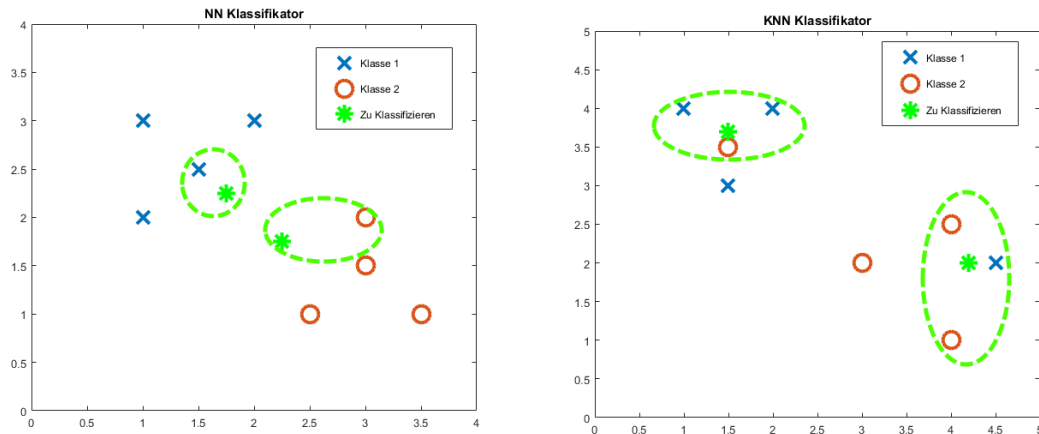 NN Klassifikator
4
3.5
3
2.5
2
1.5
1
0.5
0
0 0.5 1 1.5 2 2.5 3 3.5 4
Klasse 1
Klasse 2
Zu Klassifizieren
KNN Klassifikator
5
4.5
4
3.5
3
2.5
2
1.5
1
0.5
0
0 0.5 1 1.5 2 2.5 3 3.5 4 4.5 5
Klasse 1
Klasse 2
Zu Klassifizieren